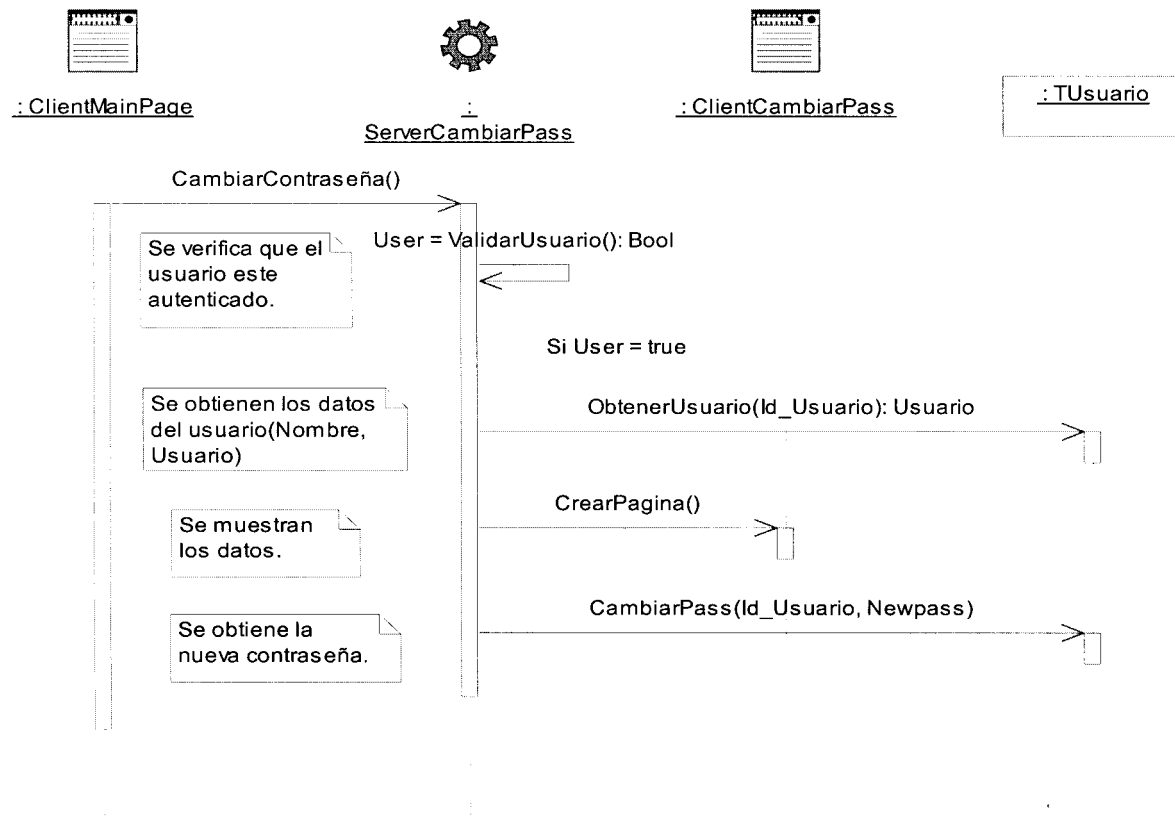 : ClientMainPage
:
ServerCambiarPass
: ClientCambiarPass
: TUsuario
CambiarContraseña()
Se verifica que el
usuario este
autenticado.
User = ValidarUsuario(): Bool
Si User = true
Se obtienen los datos
del usuario(Nombre,
Usuario)
ObtenerUsuario(Id_Usuario): Usuario
Se muestran
los datos.
CrearPagina()
Se obtiene la
nueva contraseña.
CambiarPass(Id_Usuario, Newpass)